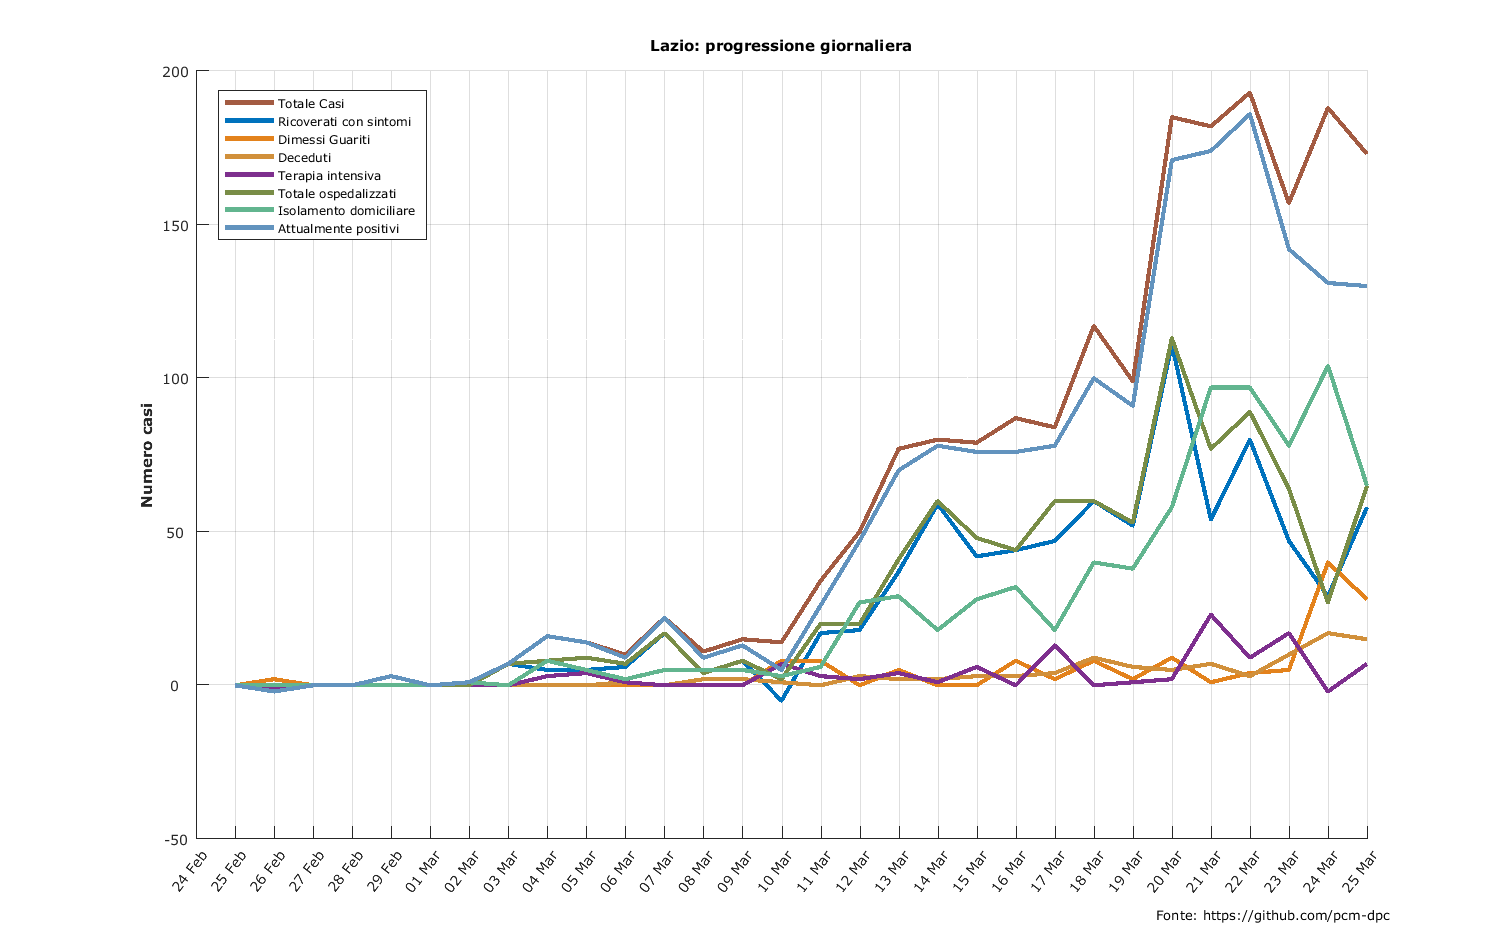 Lazio: progressione giornaliera
200
150
100
50
0
-50
Numero casi
Totale Casi
Ricoverati con sintomi
Dimessi Guariti
Deceduti
Terapia intensiva
Totale ospedalizzati
Isolamento domiciliare
Attualmente positivi
24 Feb
25 Feb
26 Feb
27 Feb
28 Feb
29 Feb
01 Mar
02 Mar
03 Mar
04 Mar
05 Mar
06 Mar
07 Mar
08 Mar
09 Mar
10 Mar
11 Mar
12 Mar
13 Mar
14 Mar
15 Mar
16 Mar
17 Mar
18 Mar
19 Mar
20 Mar
21 Mar
22 Mar
23 Mar
24 Mar
25 Mar
Fonte: https://github.com/pcm-dpc